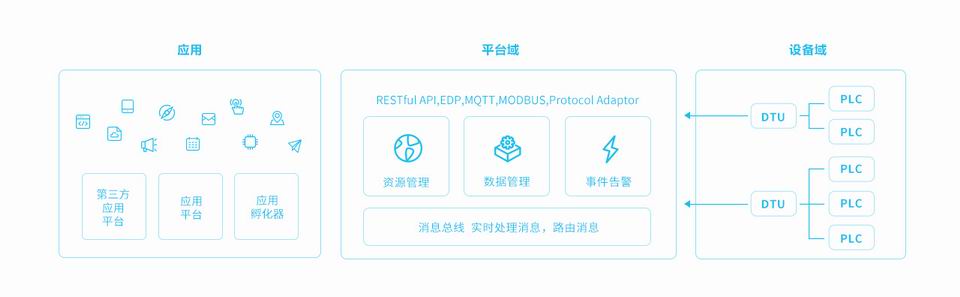 应用
平台域
设备域
RESTful API,EDP,MQTT,MODBUS,Protocol Adaptor
资源管理
数据管理
事件告警
消息总线 实时处理消息，路由消息
第三方
应用
平台
应用
平台
应用
孵化器
DTU
PLC
PLC
DTU
PLC
PLC
PLC